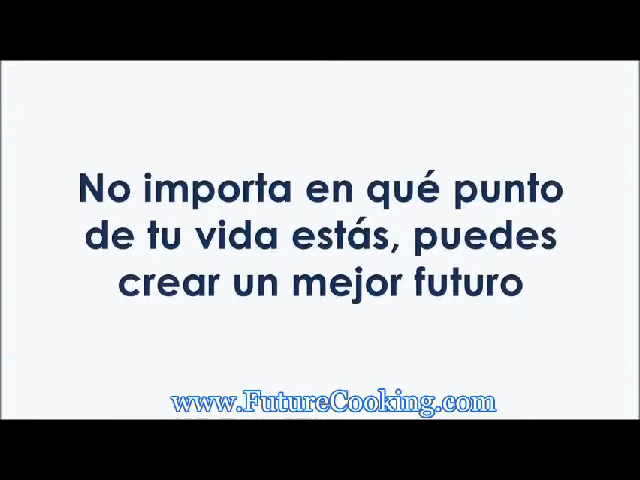 No importa en qué punto
de tu vida estás, puedes
crear un mejor futuro
www.FutureCooking.com